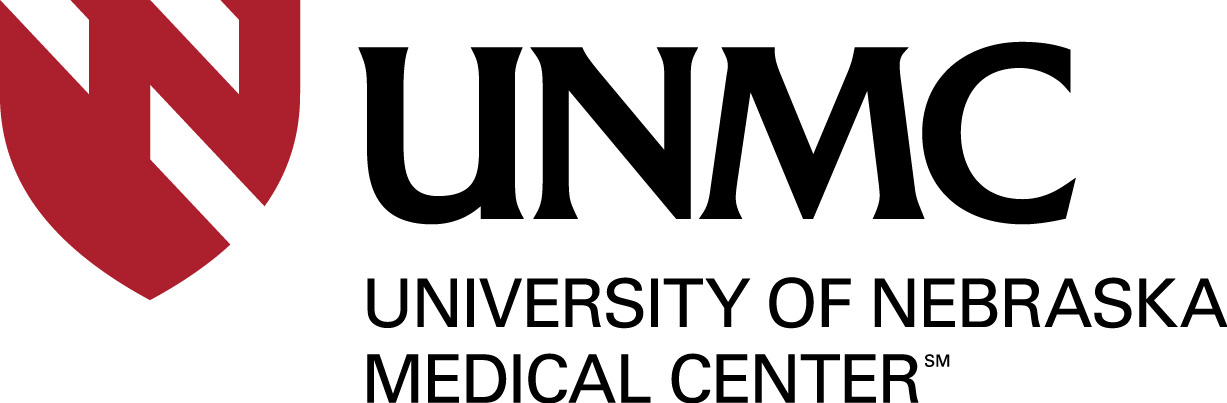 UNMC
UNIVERSITY OF NEBRASKA
MEDICAL CENTER℠